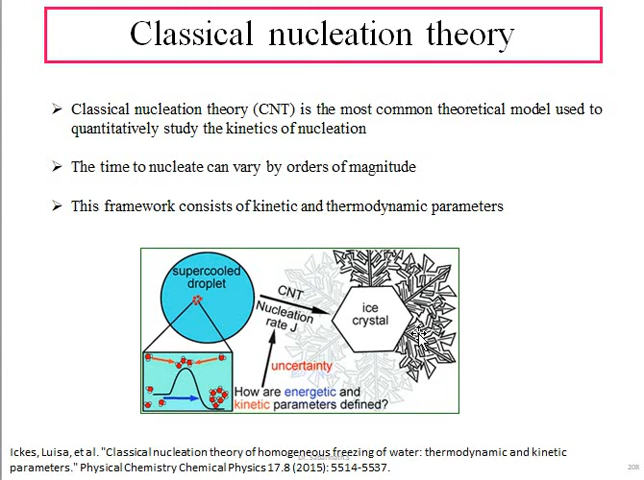 Classical nucleation theory
➢ Classical nucleation theory (CNT) is the most common theoretical model used to
quantitatively study the kinetics of nucleation
➢ The time to nucleate can vary by orders of magnitude
➢ This framework consists of kinetic and thermodynamic parameters
supercooled
droplet
CNT
Nucleation
rate J
ice
crystal
uncertainty
How are energetic and
kinetic parameters defined?
Ickes, Luisa, et al. "Classical nucleation theory of homogeneous freezing of water: thermodynamic and kinetic
parameters." Physical Chemistry Chemical Physics 17.8 (2015): 5514-5537.
208